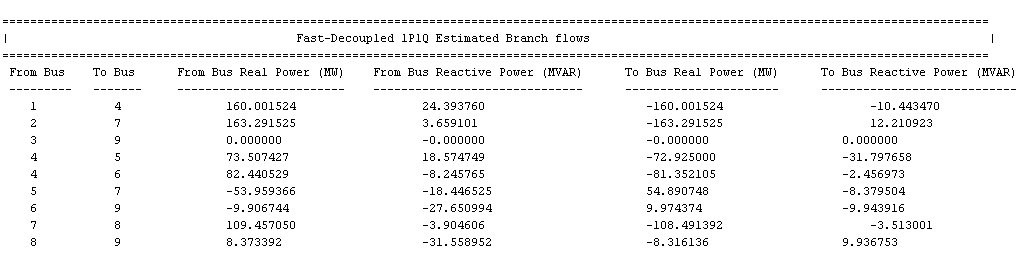 ====================================================================================================================================================
| Fast-Decoupled 1P1Q Estimated Branch flows |
====================================================================================================================================================
From Bus To Bus From Bus Real Power (MW) From Bus Reactive Power (MVAR) To Bus Real Power (MW) To Bus Reactive Power (MVAR)
--------- ------- ------------------------ ------------------------------ ---------------------- ----------------------------
1 4 160.001524 24.393760 -160.001524 -10.443470
2 7 163.291525 3.659101 -163.291525 12.210923
3 9 0.000000 -0.000000 -0.000000 0.000000
4 5 73.507427 18.574749 -72.925000 -31.797658
4 6 82.440529 -8.245765 -81.352105 -2.456973
5 7 -53.959366 -18.446525 54.890748 -8.379504
6 9 -9.906744 -27.650994 9.974374 -9.943916
7 8 109.457050 -3.904606 -108.491392 -3.513001
8 9 8.373392 -31.558952 -8.316136 9.936753